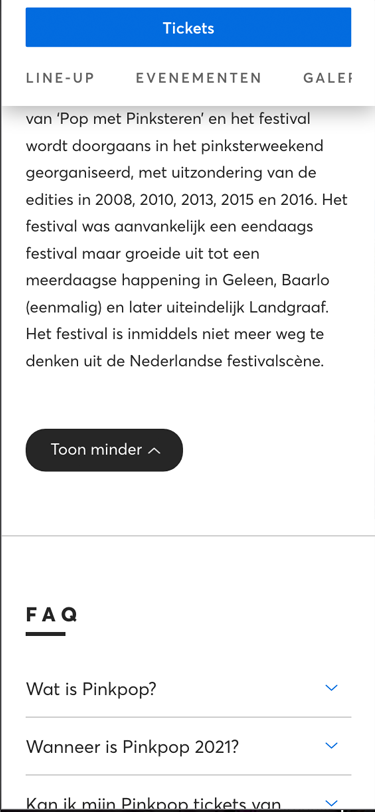 Tickets
LINE-UP EVENEMENTEN GALER
van ‘Pop met Pinksteren’ en het festival
wordt doorgaans in het pinksterweekend
georganiseerd, met uitzondering van de
edities in 2008, 2010, 2013, 2015 en 2016. Het
festival was aanvankelijk een eendaags
festival maar groeide uit tot een
meerdaagse happening in Geleen, Baarlo
(eenmalig) en later uiteindelijk Landgraaf.
Het festival is inmiddels niet meer weg te
denken uit de Nederlandse festivalscène.
Toon minder
FAQ
Wat is Pinkpop?
Wanneer is Pinkpop 2021?
Kan ik mijn Pinkpop tickets van